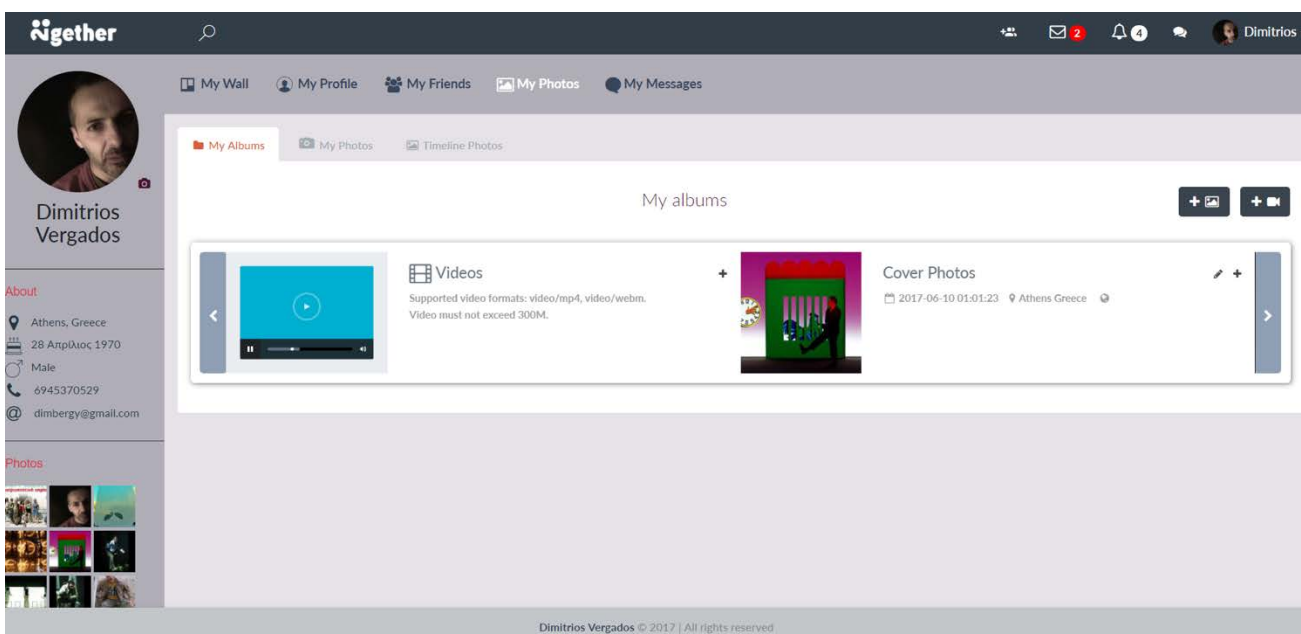 2gether
2
4
Dimitrios
My Wall
My Profile
My Friends
My Photos
My Messages
My Albums
My Photos
Timeline Photos
Dimitrios
Vergados
My albums
Videos
Supported video formats: video/mp4, video/webm.
Video must not exceed 300M.
Cover Photos
2017-06-10 01:01:23 Athens Greece
About
Athens, Greece
28 Απρίλιος 1970
Male
6945370529
@ dimbergy@gmail.com
Photos
Dimitrios Vergados © 2017 | All rights reserved